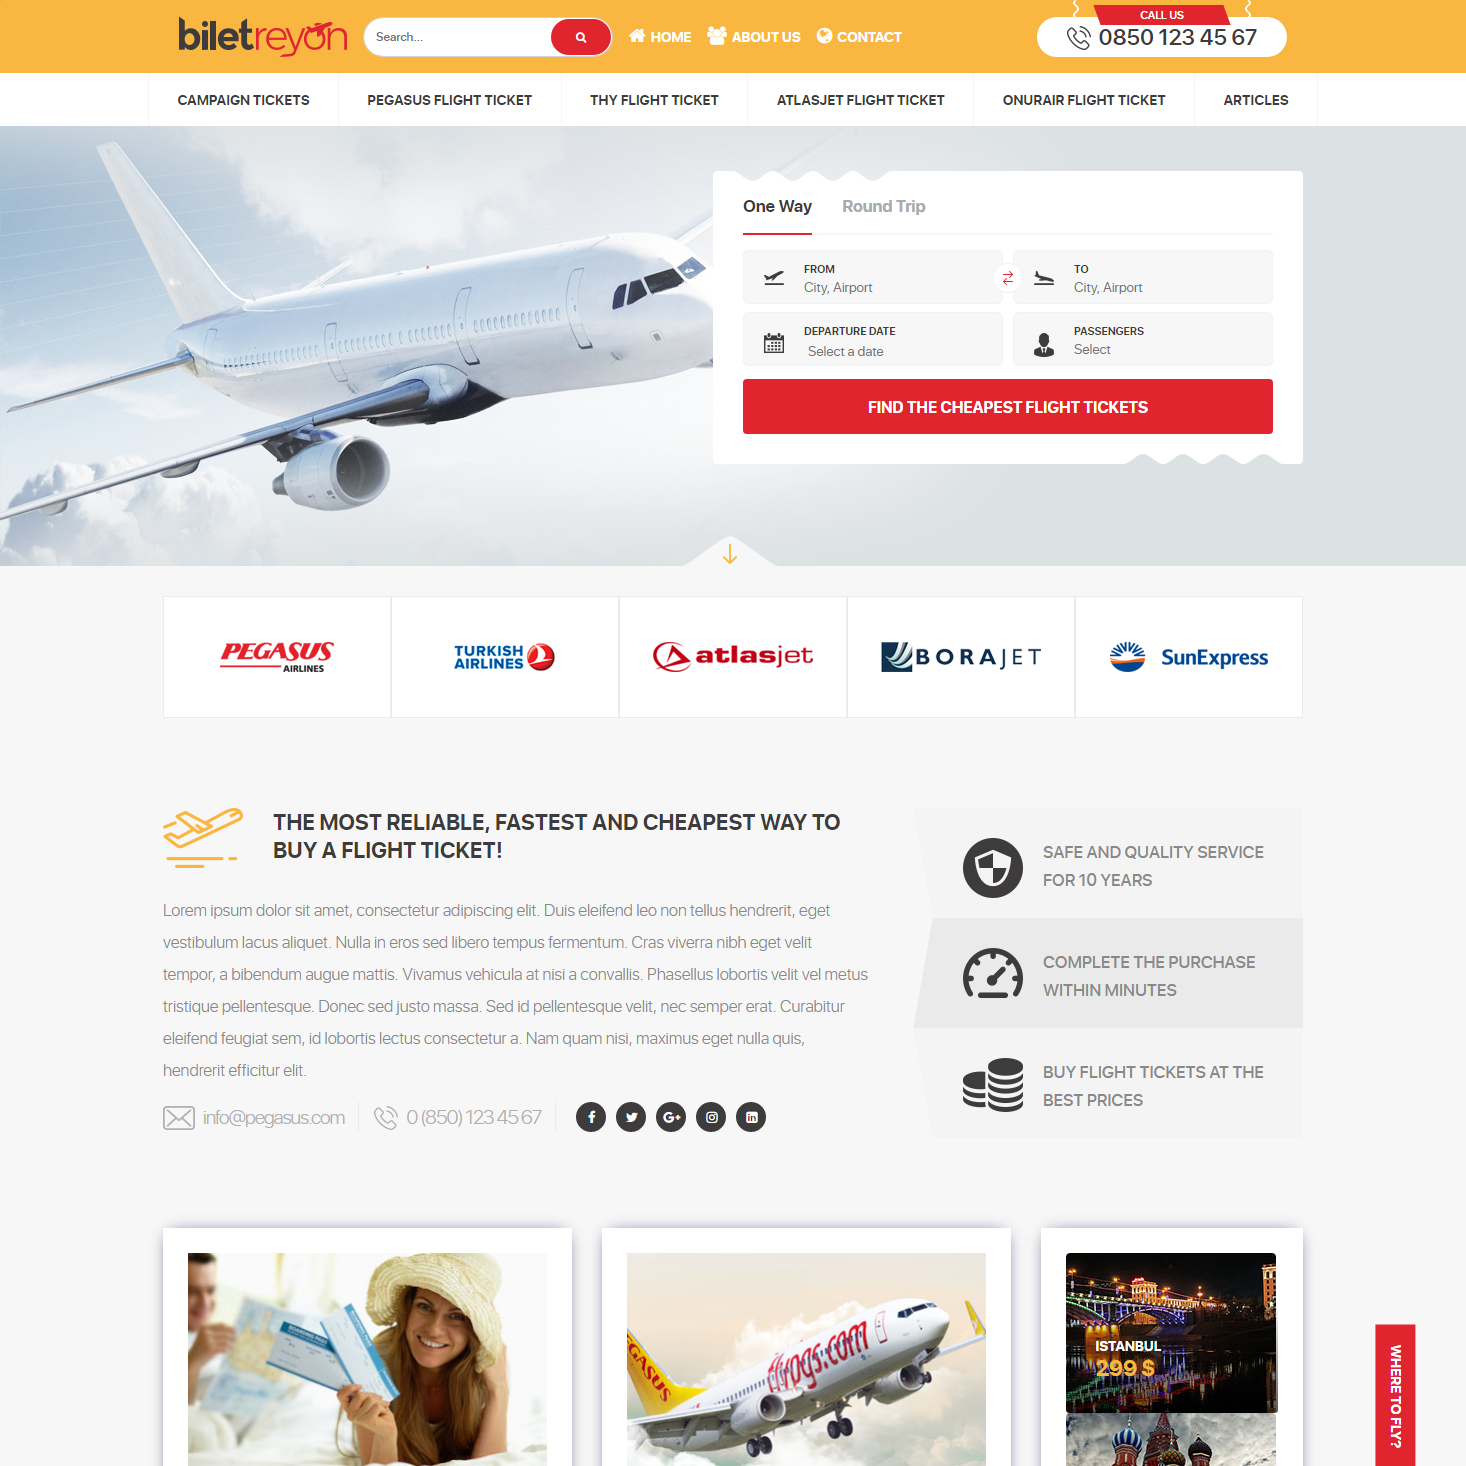 biletreyon
Search...
HOME
ABOUT US
CONTACT
CALL US
0850 123 45 67
CAMPAIGN TICKETS
PEGASUS FLIGHT TICKET
THY FLIGHT TICKET
ATLASJET FLIGHT TICKET
ONURAIR FLIGHT TICKET
ARTICLES
One Way
Round Trip
FROM
City, Airport
TO
City, Airport
DEPARTURE DATE
Select a date
PASSENGERS
Select
FIND THE CHEAPEST FLIGHT TICKETS
PEGASUS
AIRLINES
TURKISH
AIRLINES
atlasjet
BORAJET
SunExpress
THE MOST RELIABLE, FASTEST AND CHEAPEST WAY TO
BUY A FLIGHT TICKET!
Lorem ipsum dolor sit amet, consectetur adipiscing elit. Duis eleifend leo non tellus hendrerit, eget
vestibulum lacus aliquet. Nulla in eros sed libero tempus fermentum. Cras viverra nibh eget velit
tempor, a bibendum augue mattis. Vivamus vehicula at nisi a convallis. Phasellus lobortis velit vel metus
tristique pellentesque. Donec sed justo massa. Sed id pellentesque velit, nec semper erat. Curabitur
eleifend feugiat sem, id lobortis lectus consectetur a. Nam quam nisi, maximus eget nulla quis,
hendrerit efficitur elit.
info@pegasus.com
0 (850) 123 45 67
SAFE AND QUALITY SERVICE
FOR 10 YEARS
COMPLETE THE PURCHASE
WITHIN MINUTES
BUY FLIGHT TICKETS AT THE
BEST PRICES
BOARDING PASS
GASUS
flypgs.com
ISTANBUL
299 $
WHERE TO FLY?